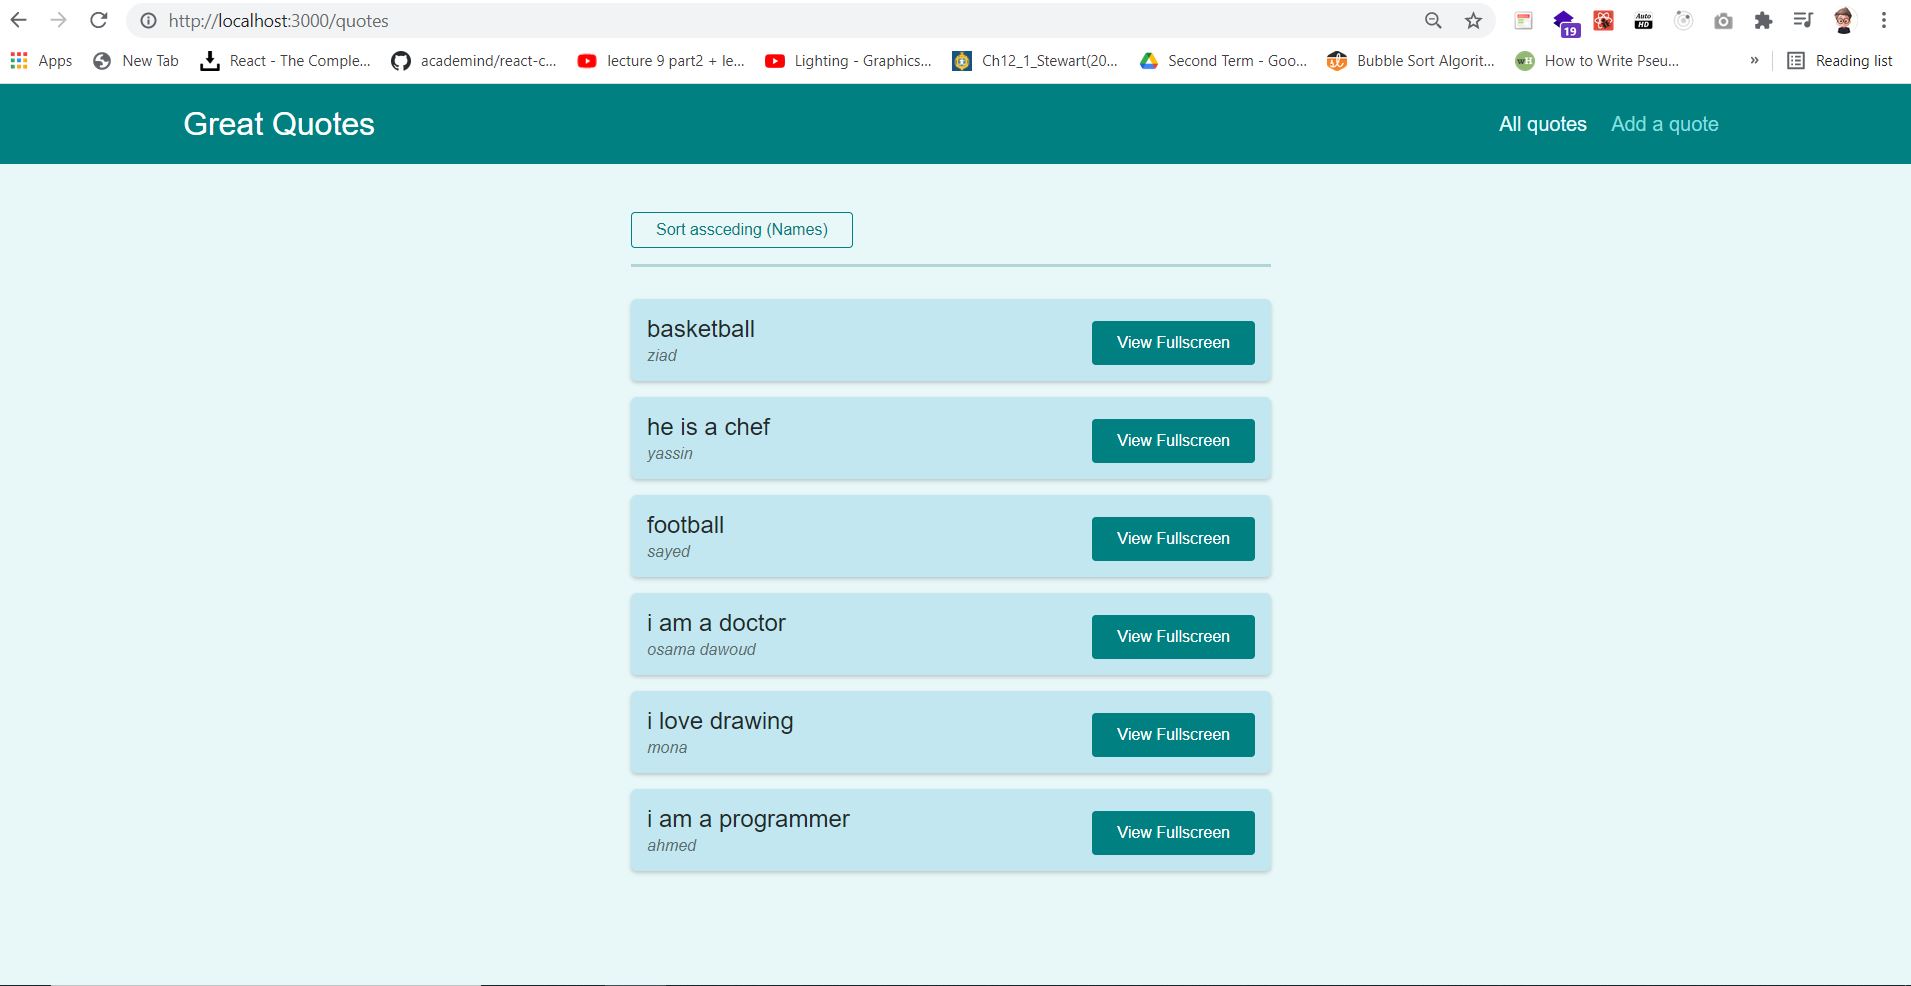 http://localhost:3000/quotes
19
Auto HD
Apps New Tab React - The Comple... academind/react-c... lecture 9 part2 + le... Lighting - Graphics... Ch12_1_Stewart(20... Second Term - Goo... Bubble Sort Algorit... wH How to Write Pseu... » Reading list
Great Quotes All quotes Add a quote
Sort assceding (Names)
basketball
ziad
View Fullscreen
he is a chef
yassin
View Fullscreen
football
sayed
View Fullscreen
i am a doctor
osama dawoud
View Fullscreen
i love drawing
mona
View Fullscreen
i am a programmer
ahmed
View Fullscreen